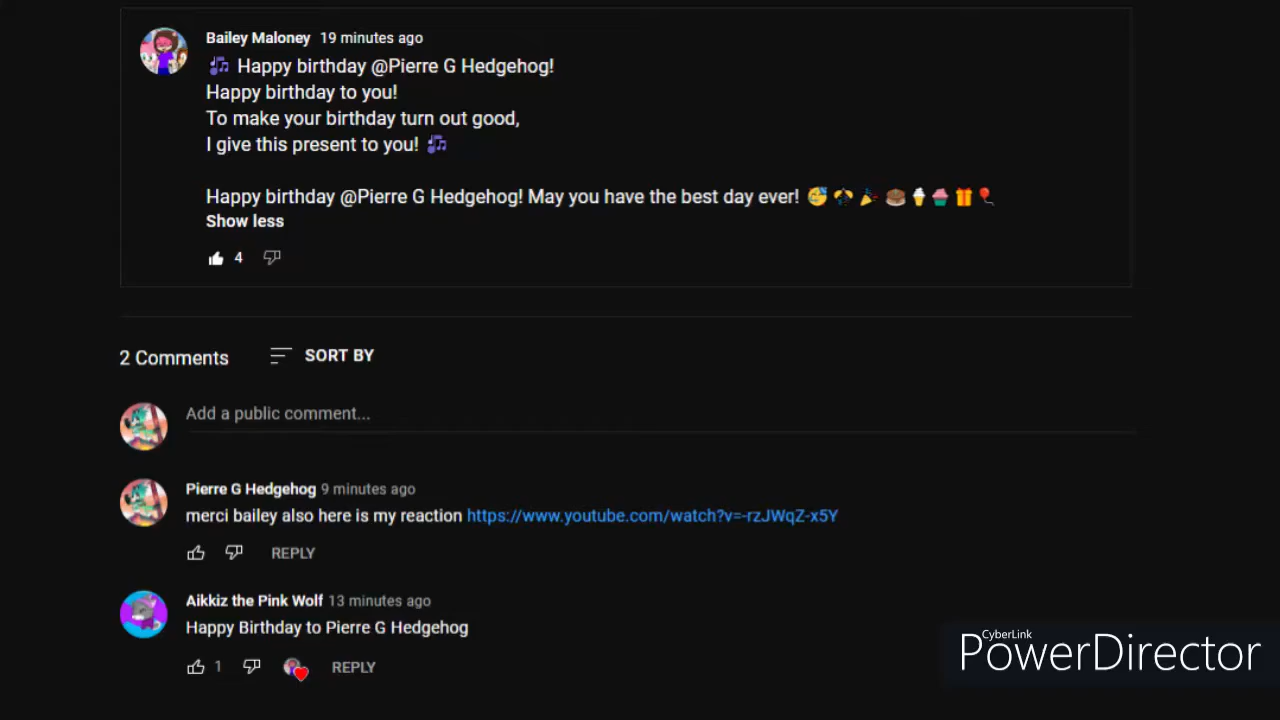 Bailey Maloney 19 minutes ago
🎶 Happy birthday @Pierre G Hedgehog!
Happy birthday to you!
To make your birthday turn out good,
I give this present to you! 🎶
Happy birthday @Pierre G Hedgehog! May you have the best day ever! 🥳🎊🎉🎂🍦🧁🎁🎈
Show less
4
2 Comments SORT BY
Add a public comment...
Pierre G Hedgehog 9 minutes ago
merci bailey also here is my reaction https://www.youtube.com/watch?v=-rzJWqZ-x5Y
REPLY
Aikkiz the Pink Wolf 13 minutes ago
Happy Birthday to Pierre G Hedgehog
1 REPLY
CyberLink
PowerDirector